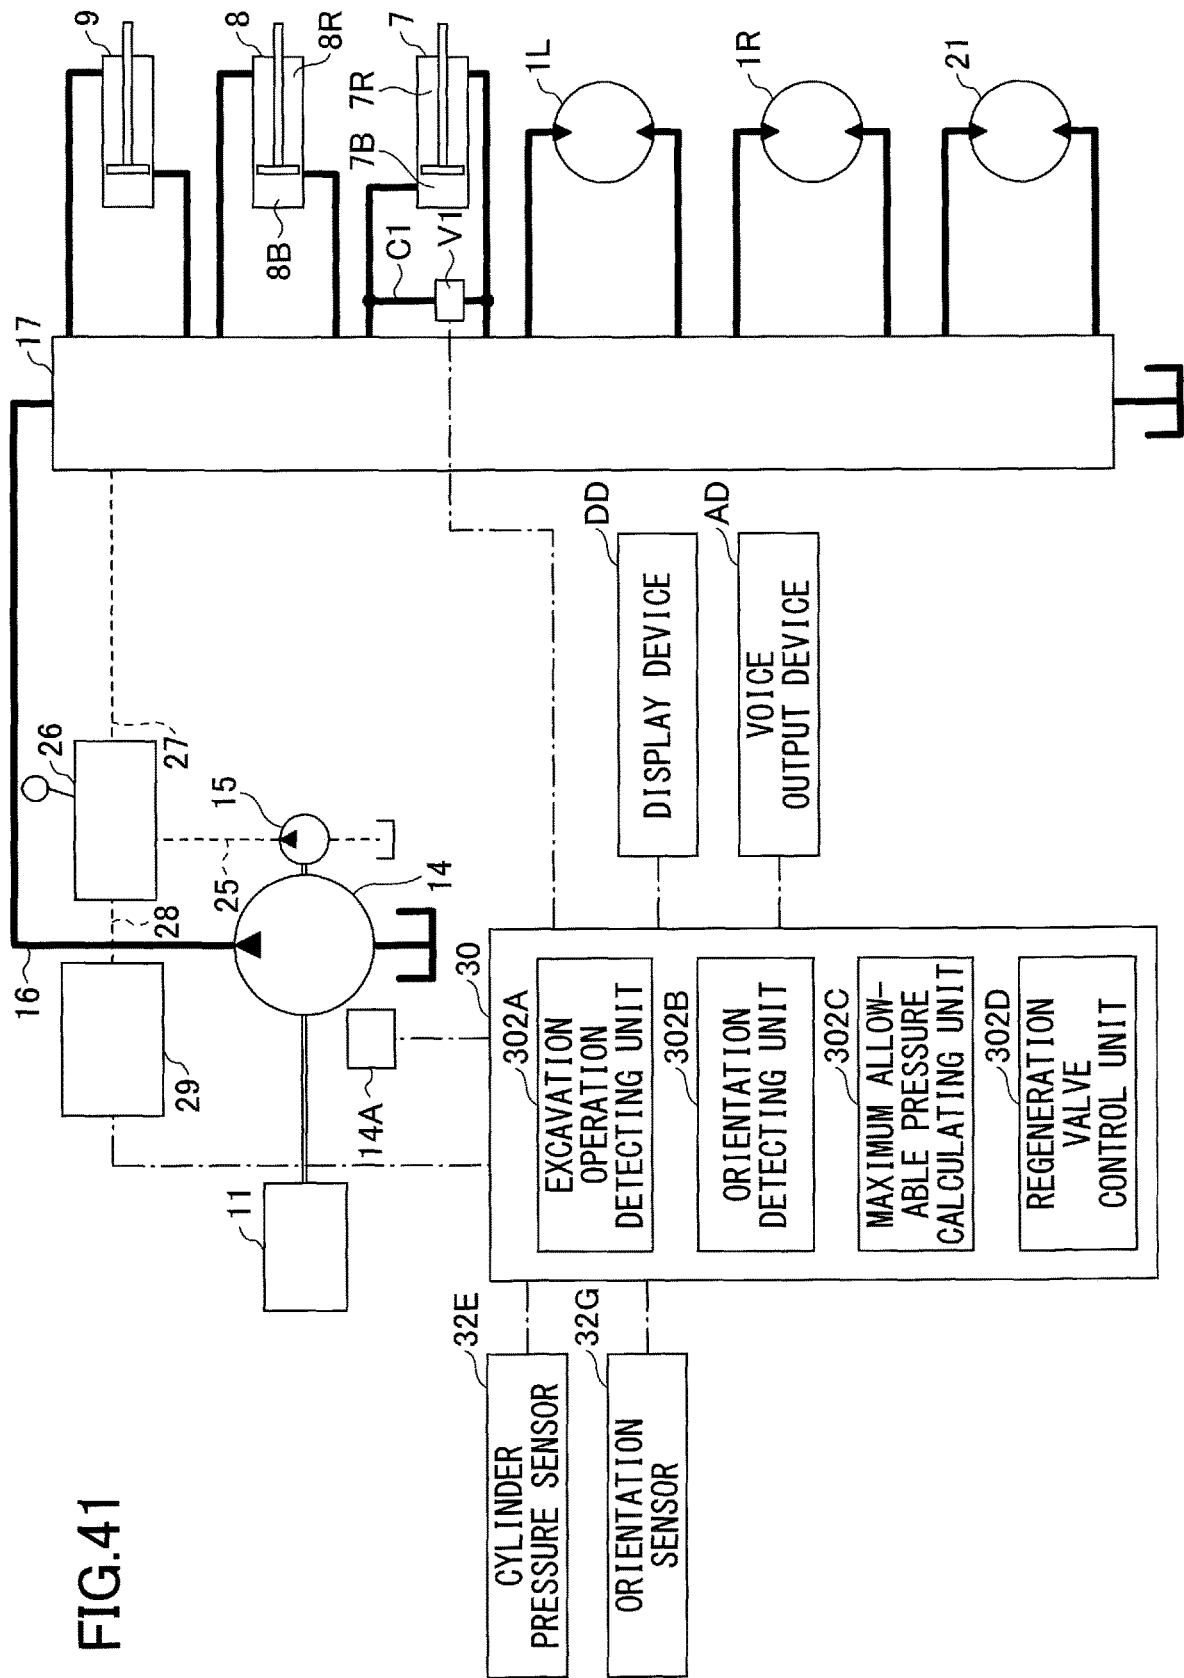 FIG.41
9
8
8R
8B
7
7R
7B
C1
V1
1L
1R
21
17
26
27
15
25
28
16
14
29
14A
11
30
302A
EXCAVATION
OPERATION
DETECTING UNIT
302B
ORIENTATION
DETECTING UNIT
302C
MAXIMUM ALLOW-
ABLE PRESSURE
CALCULATING UNIT
302D
REGENERATION
VALVE
CONTROL UNIT
DD
DISPLAY DEVICE
AD
VOICE
OUTPUT DEVICE
32E
CYLINDER
PRESSURE SENSOR
32G
ORIENTATION
SENSOR